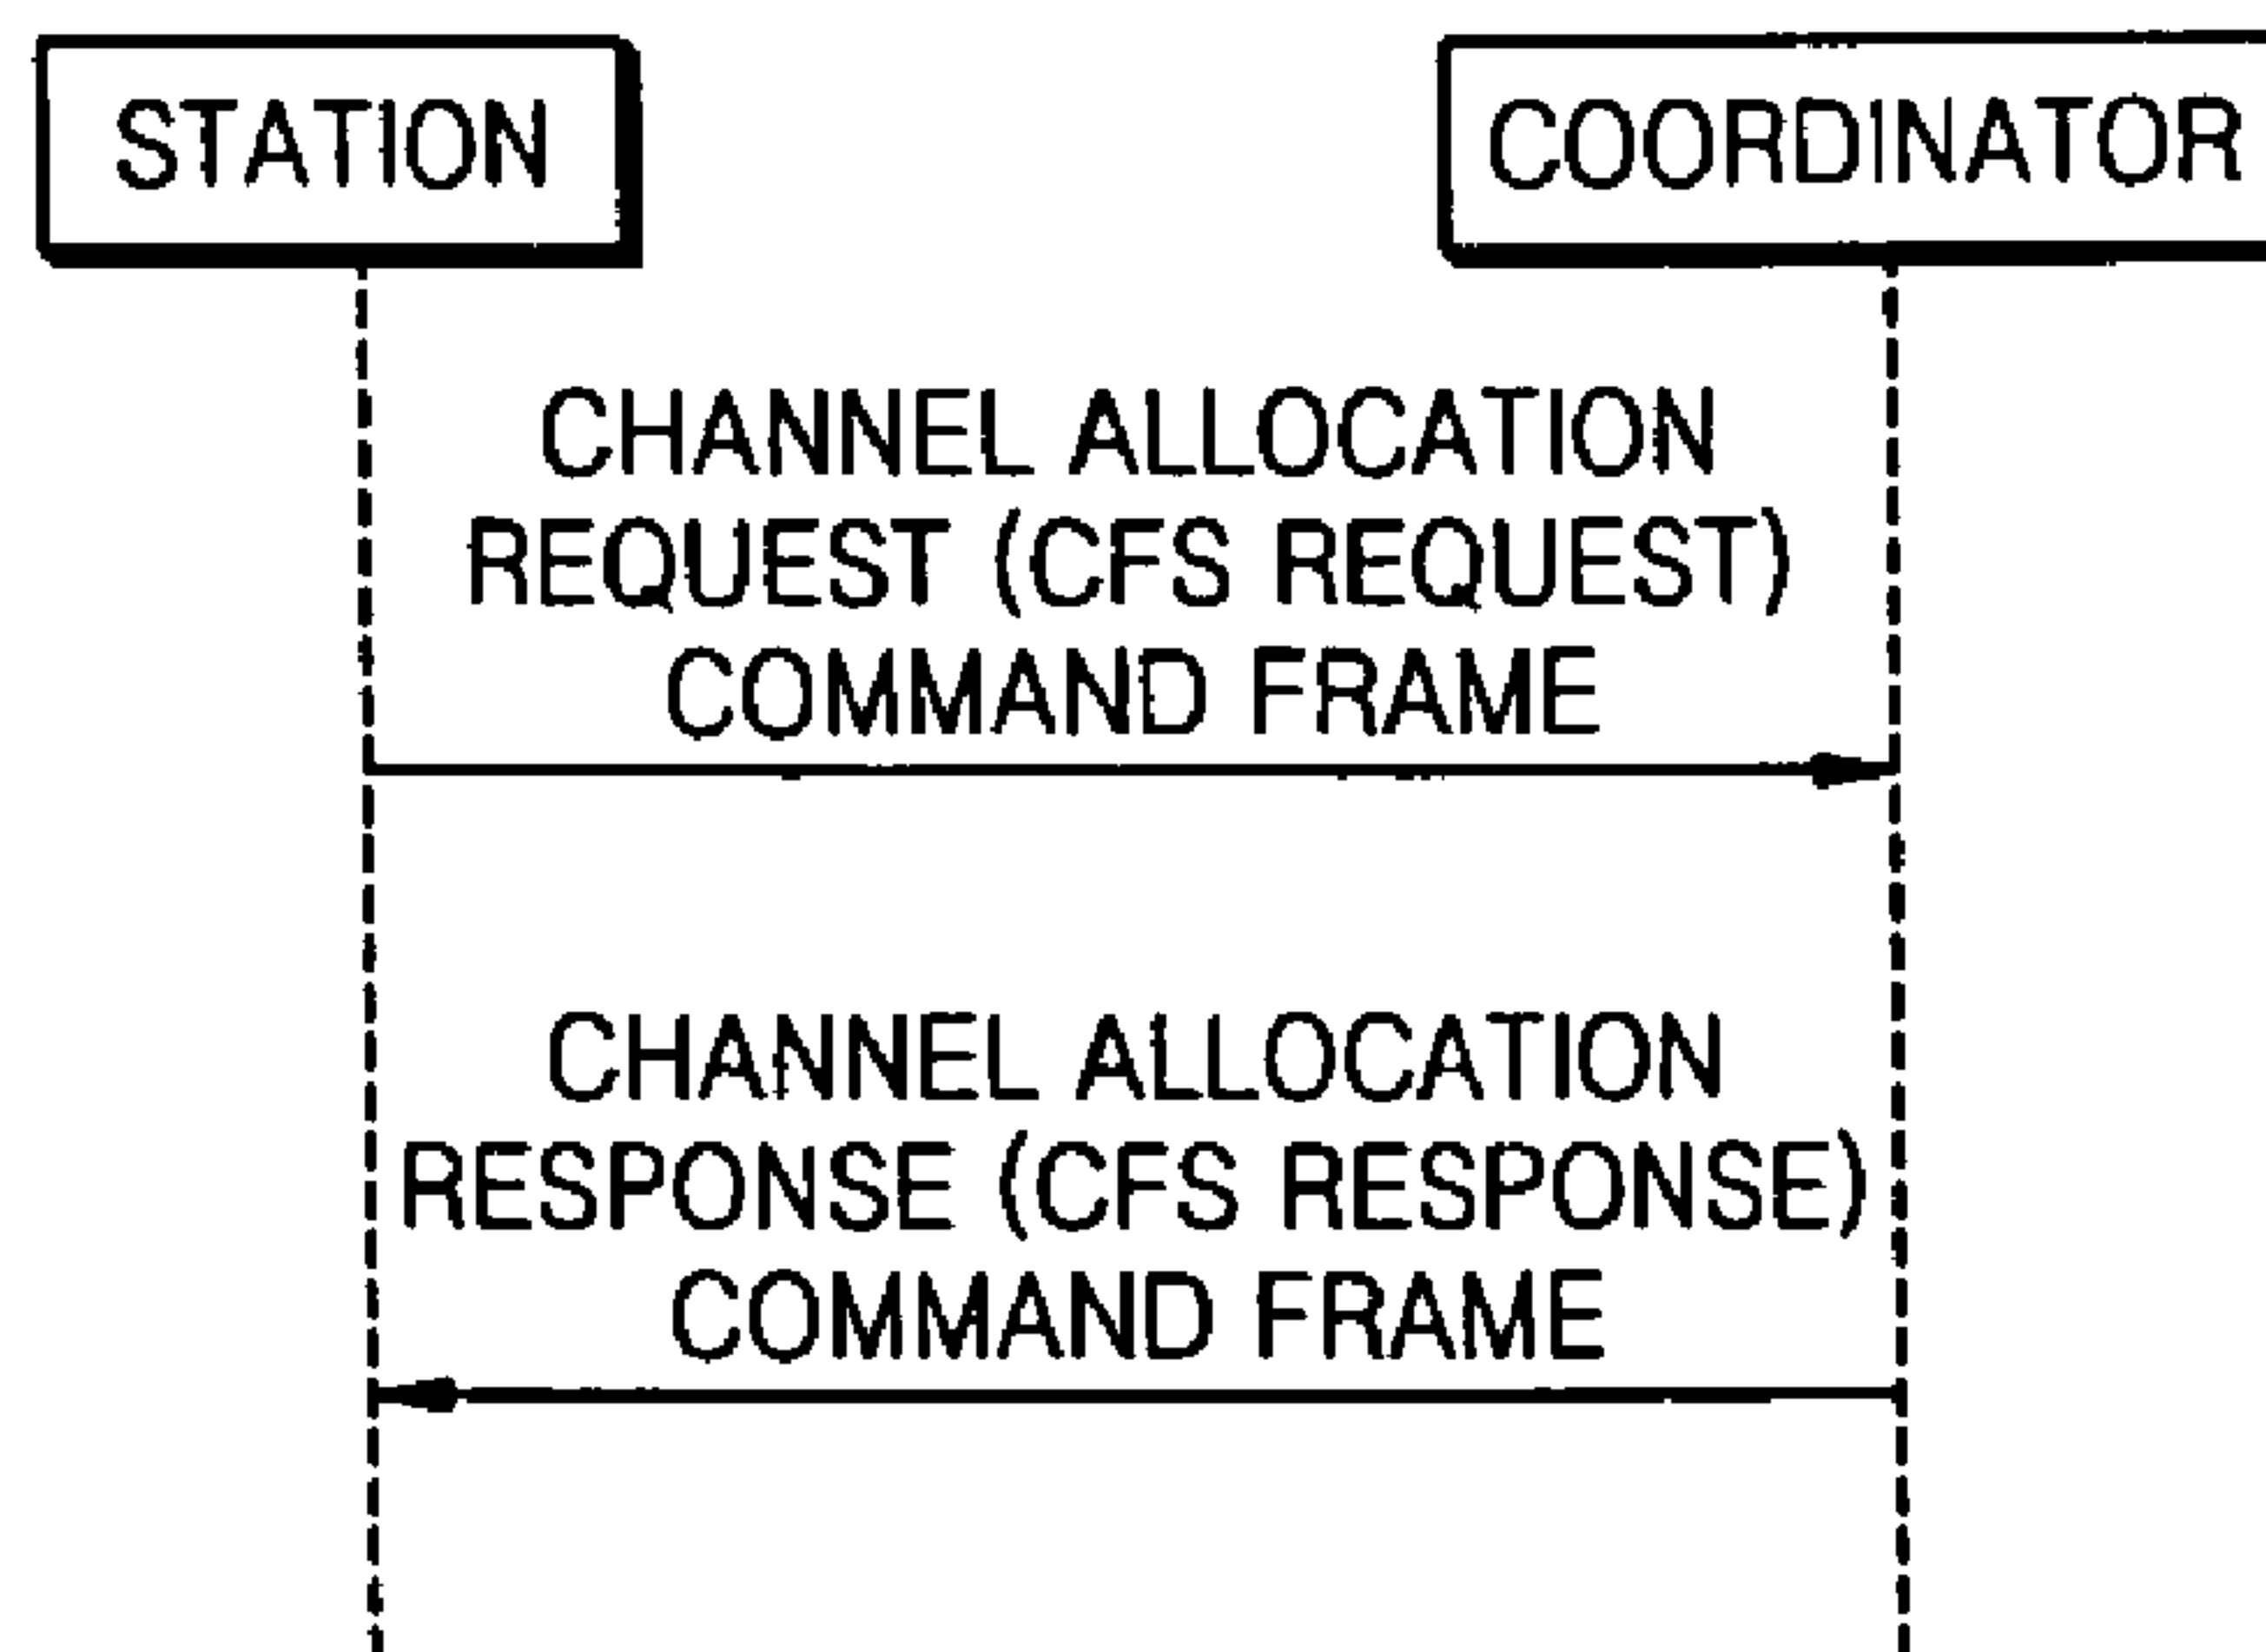 STATION
COORDINATOR
CHANNEL ALLOCATION
REQUEST (CFS REQUEST)
COMMAND FRAME
CHANNEL ALLOCATION
RESPONSE (CFS RESPONSE)
COMMAND FRAME